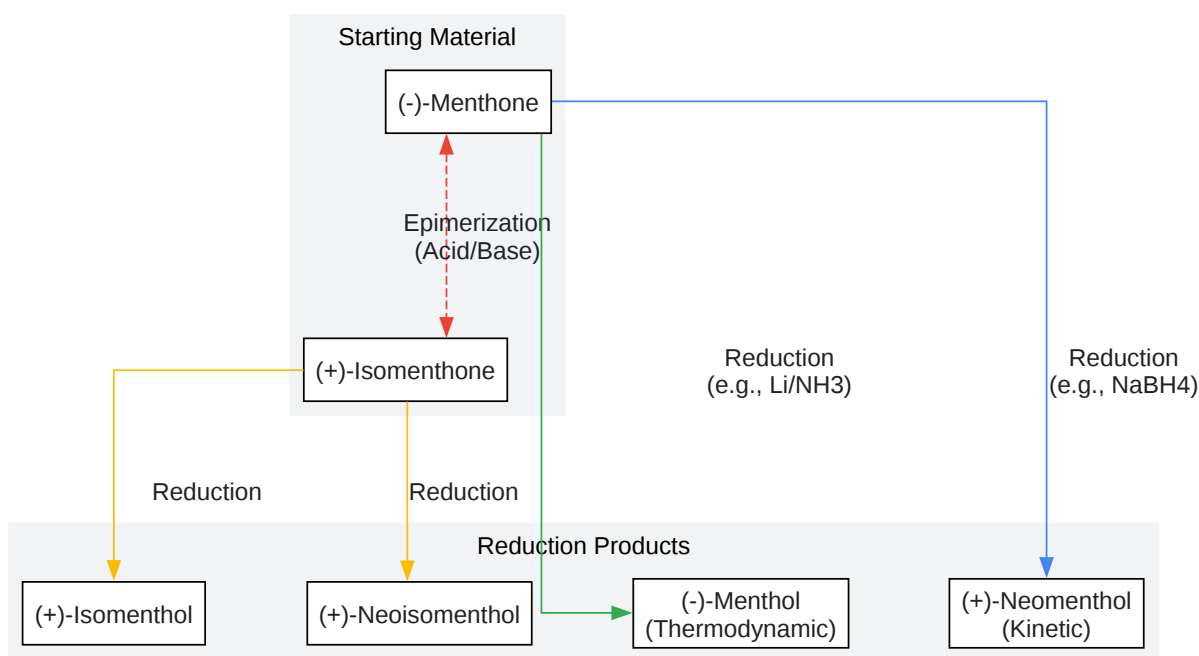 Starting Material
(-)-Menthone
Epimerization
(Acid/Base)
(+)-Isomenthone
Reduction
(e.g., Li/NH3)
Reduction
(e.g., NaBH4)
Reduction
Reduction
Reduction Products
(+)-Isomenthol
(+)-Neoisomenthol
(-)-Menthol
(Thermodynamic)
(+)-Neomenthol
(Kinetic)